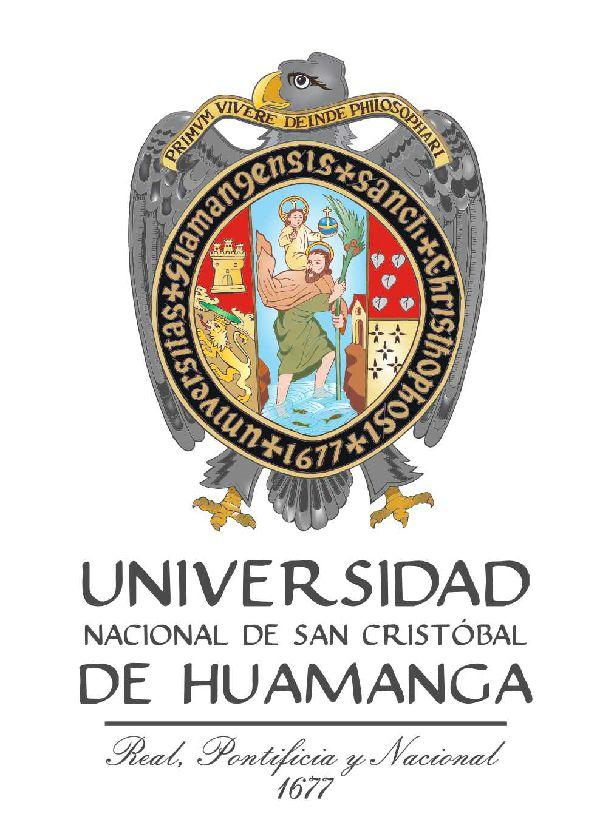 PRIMVM VIVERE DEINDE PHILOSOPHARI
Universitas+Guamangensis+Sancti+Christhophosi+1677+
UNIVERSIDAD
NACIONAL DE SAN CRISTÓBAL
DE HUAMANGA
Real, Pontificia y Nacional
1677